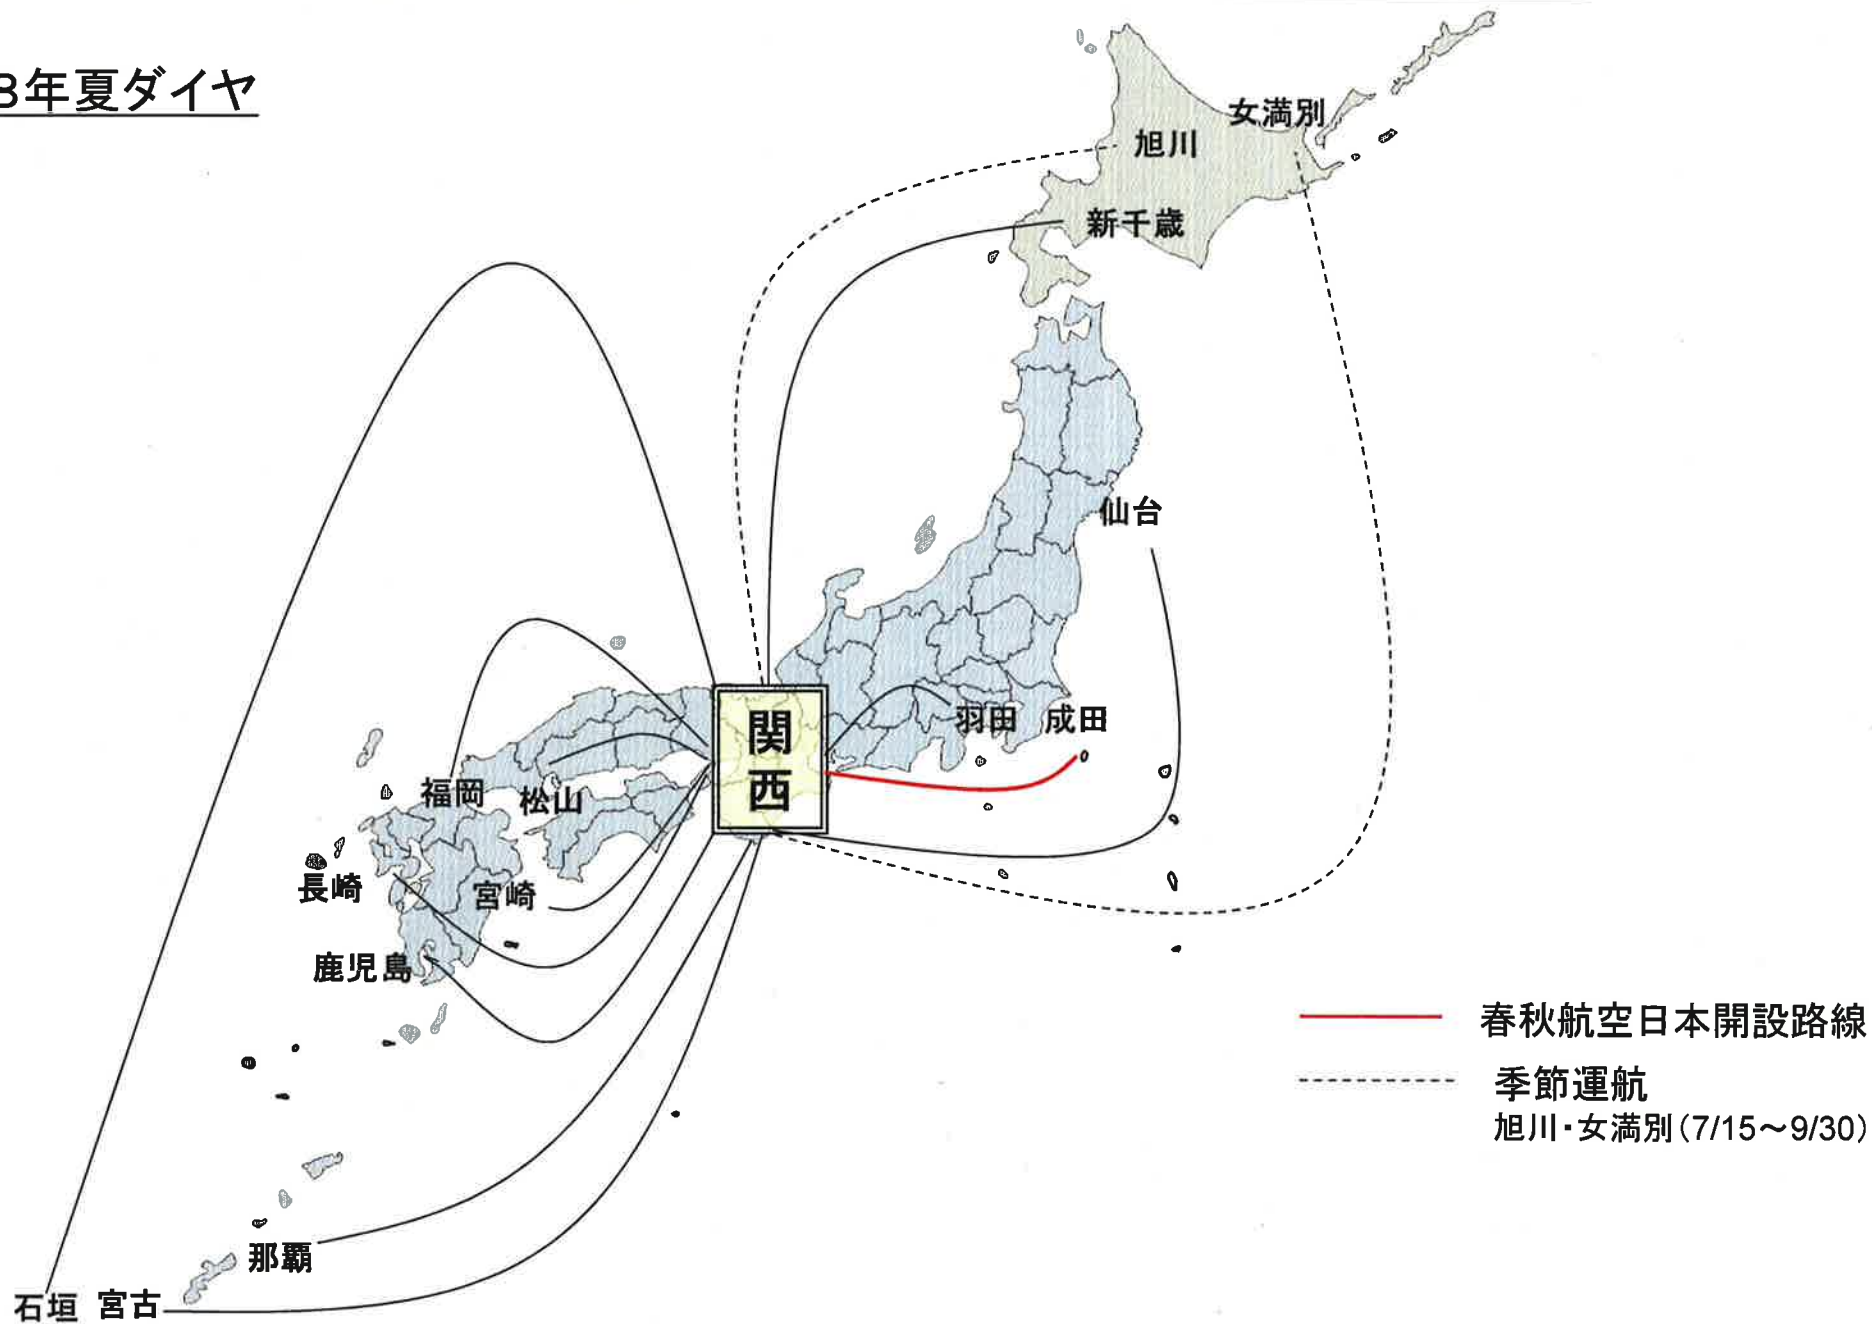 8年夏ダイヤ
女満別
旭川
新千歳
仙台
羽田 成田
関
西
福岡 松山
長崎
宮崎
鹿児島
春秋航空日本開設路線
季節運航
旭川・女満別(7/15～9/30)
那覇
石垣 宮古